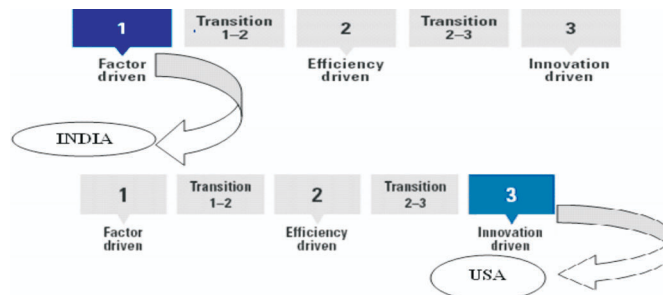 1 Transition 1–2 2 Transition 2–3 3
Factor driven Efficiency driven Innovation driven
INDIA
1 Transition 1–2 2 Transition 2–3 3
Factor driven Efficiency driven Innovation driven
USA